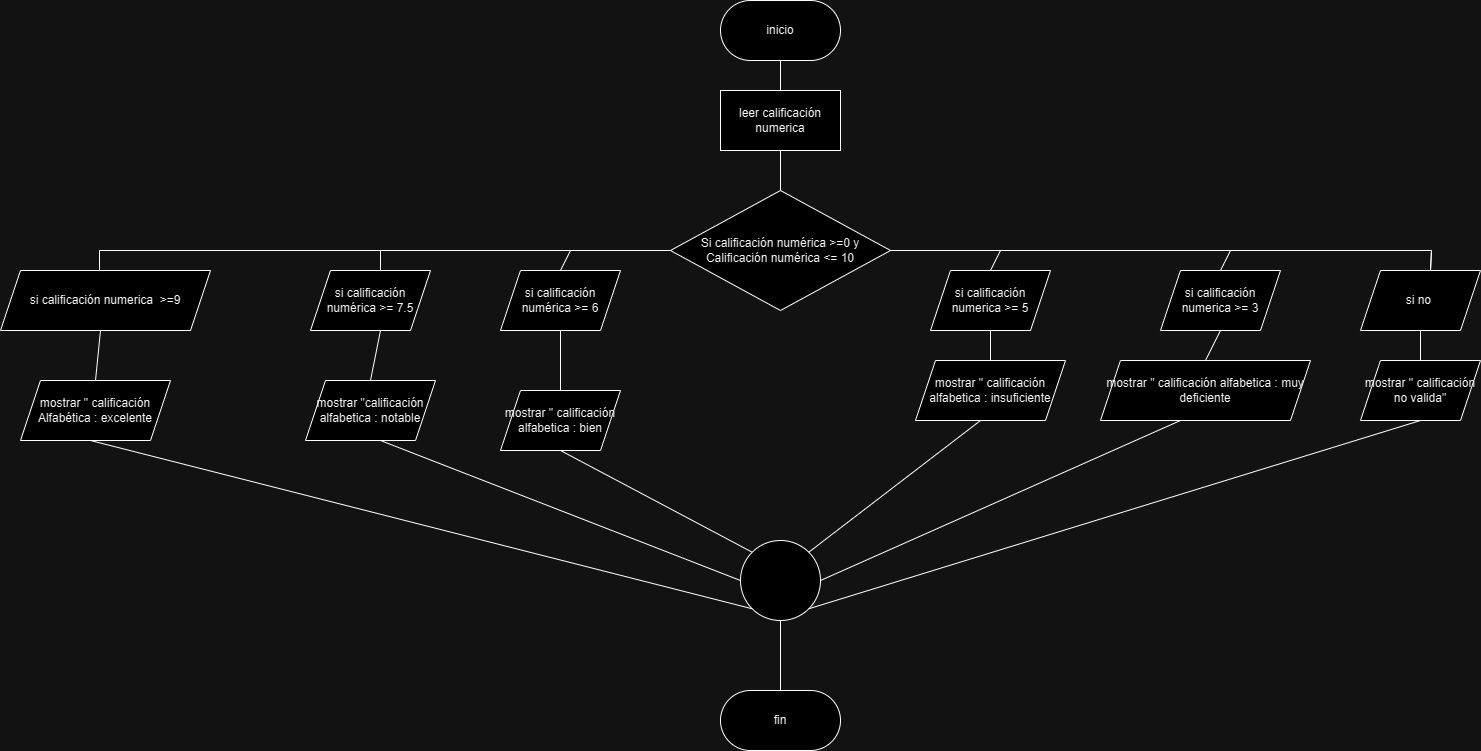 inicio
leer calificación
numerica
Si calificación numérica >=0 y
Calificación numérica <= 10
si calificación numerica  >=9
si calificación
numérica >= 7.5
si calificación
numérica >= 6
si calificación
numerica >= 5
si calificación
numerica >= 3
si no
mostrar " calificación
Alfabética : excelente
mostrar "calificación
alfabetica : notable
mostrar " calificación
alfabetica : bien
mostrar " calificación
alfabetica : insuficiente
mostrar " calificación alfabetica : muy
deficiente
mostrar " calificación
no valida"
fin